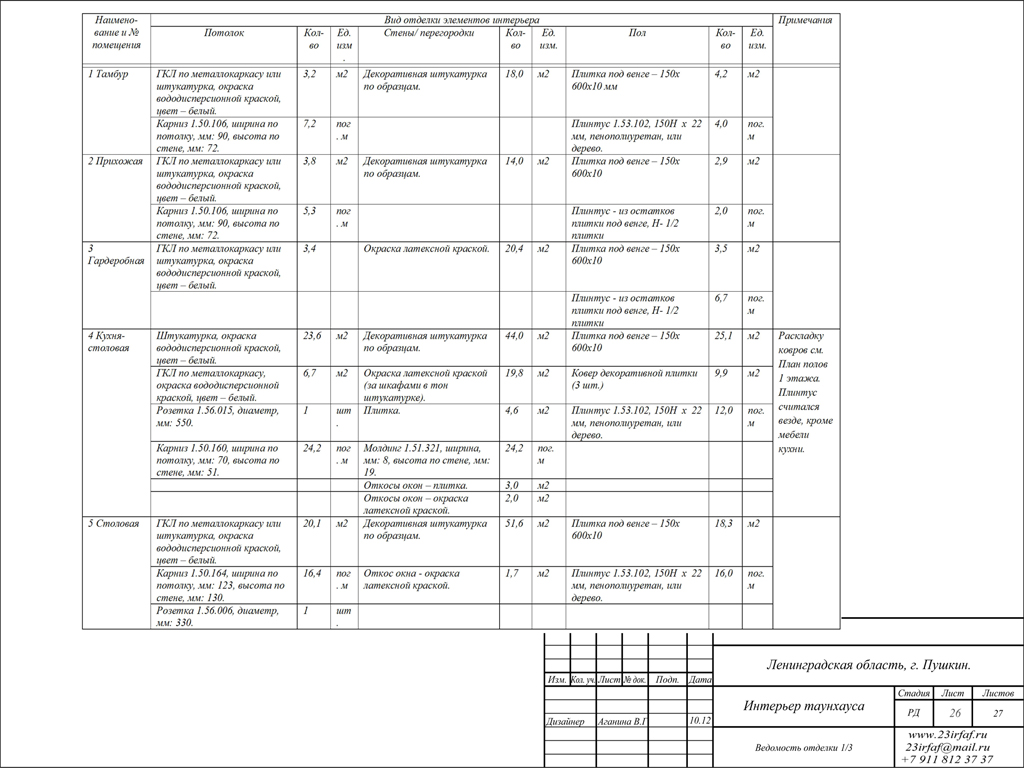 Наимено-
вание и №
помещения
Вид отделки элементов интерьера
Примечания
Потолок
Кол-
во
Ед.
изм
.
Стены/ перегородки
Кол-
во
Ед.
изм.
Пол
Кол-
во
Ед.
изм.
1 Тамбур
ГКЛ по металлокаркасу или
штукатурка, окраска
вододисперсионной краской,
цвет – белый.
3,2
м2
Декоративная штукатурка
по образцам.
18,0
м2
Плитка под венге – 150х
600х10 мм
4,2
м2
Карниз 1.50.106, ширина по
потолку, мм: 90, высота по
стене, мм: 72.
7,2
пог
. м
Плинтус 1.53.102, 150Н х 22
мм, пенополиуретан, или
дерево.
4,0
пог.
м
2 Прихожая
ГКЛ по металлокаркасу или
штукатурка, окраска
вододисперсионной краской,
цвет – белый.
3,8
м2
Декоративная штукатурка
по образцам.
14,0
м2
Плитка под венге – 150х
600х10
2,9
м2
Карниз 1.50.106, ширина по
потолку, мм: 90, высота по
стене, мм: 72.
5,3
пог
. м
Плинтус - из остатков
плитки под венге, Н- 1/2
плитки
2,0
пог.
м
3
Гардеробная
ГКЛ по металлокаркасу или
штукатурка, окраска
вододисперсионной краской,
цвет – белый.
3,4
Окраска латексной краской.
20,4
м2
Плитка под венге – 150х
600х10
3,5
м2
Плинтус - из остатков
плитки под венге, Н- 1/2
плитки
6,7
пог.
м
4 Кухня-
столовая
Штукатурка, окраска
вододисперсионной краской,
цвет – белый.
23,6
м2
Декоративная штукатурка
по образцам.
44,0
м2
Плитка под венге – 150х
600х10
25,1
м2
Раскладку
ковров см.
План полов
1 этажа.
Плинтус
считался
везде, кроме
мебели
кухни.
ГКЛ по металлокаркасу,
окраска вододисперсионной
краской, цвет – белый.
6,7
м2
Окраска латексной краской
(за шкафами в тон
штукатурке).
19,8
м2
Ковер декоративной плитки
(3 шт.)
9,9
м2
Розетка 1.56.015, диаметр,
мм: 550.
1
шт
.
Плитка.
4,6
м2
Плинтус 1.53.102, 150Н х 22
мм, пенополиуретан, или
дерево.
12,0
пог.
м
Карниз 1.50.160, ширина по
потолку, мм: 70, высота по
стене, мм: 51.
24,2
пог
. м
Молдинг 1.51.321, ширина,
мм: 8, высота по стене, мм:
19.
24,2
пог.
м
Откосы окон – плитка.
3,0
м2
Откосы окон – окраска
латексной краской.
2,0
м2
5 Столовая
ГКЛ по металлокаркасу или
штукатурка, окраска
вододисперсионной краской,
цвет – белый.
20,1
м2
Декоративная штукатурка
по образцам.
51,6
м2
Плитка под венге – 150х
600х10
18,3
м2
Карниз 1.50.164, ширина по
потолку, мм: 123, высота по
стене, мм: 130.
16,4
пог
. м
Откос окна - окраска
латексной краской.
1,7
м2
Плинтус 1.53.102, 150Н х 22
мм, пенополиуретан, или
дерево.
16,0
пог.
м
Розетка 1.56.006, диаметр,
мм: 330.
1
шт
.
Ленинградская область, г. Пушкин.
Изм. Кол. уч. Лист № док. Подп. Дата
Интерьер таунхауса
Стадия Лист Листов
РД 26 27
Дизайнер Аганина В.Г 10.12
Ведомость отделки 1/3
www.23irfaf.ru
23irfaf@mail.ru
+7 911 812 37 37